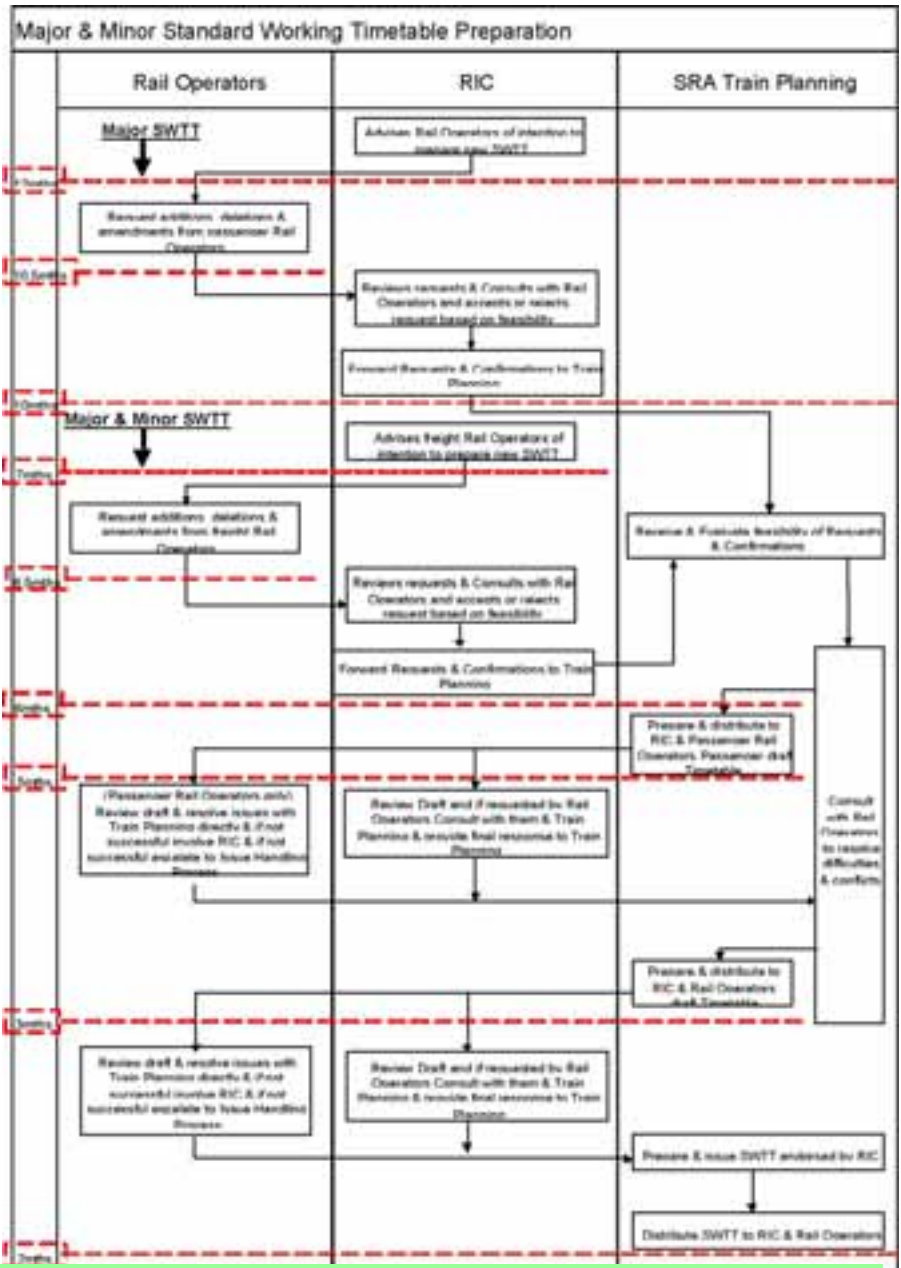 Major & Minor Standard Working Timetable Preparation
Rail Operators
RIC
SRA Train Planning
Major SWTT
Advises Rail Operators of intention to
prepare new SWTT
Request additions deletions &
amendments from passenger Rail
Operators
10.5mths
Reviews requests & Consults with Rail
Operators and accepts or rejects
request based on feasibility
Forward Requests & Confirmations to Train
Planning
Major & Minor SWTT
Advises freight Rail Operators of
intention to prepare new SWTT
7mths
Request additions deletions &
amendments from freight Rail
Operators
Receive & Evaluate feasibility of Requests
& Confirmations
Reviews requests & Consults with Rail
Operators and accepts or rejects
request based on feasibility
Forward Requests & Confirmations to Train
Planning
6mths
Prepare & distribute to
RIC & Passenger Rail
Operators Passenger draft
Timetable
5mths
(Passenger Rail Operators only)
Review draft & resolve issues with
Train Planning directly & if not
successful involve RIC & if not
successful escalate to Issue Handling
Process
Review Draft and if requested by Rail
Operators Consult with them & Train
Planning & provide final response to Train
Planning
Consult
with Rail
Operators
to resolve
difficulties
& conflicts
Prepare & distribute to
RIC & Rail Operators
draft Timetable
3mths
Review draft & resolve issues with
Train Planning directly & if not
successful involve RIC & if not
successful escalate to Issue Handling
Process
Review Draft and if requested by Rail
Operators Consult with them & Train
Planning & provide final response to Train
Planning
Prepare & issue SWTT endorsed by RIC
Distribute SWTT to RIC & Rail Operators